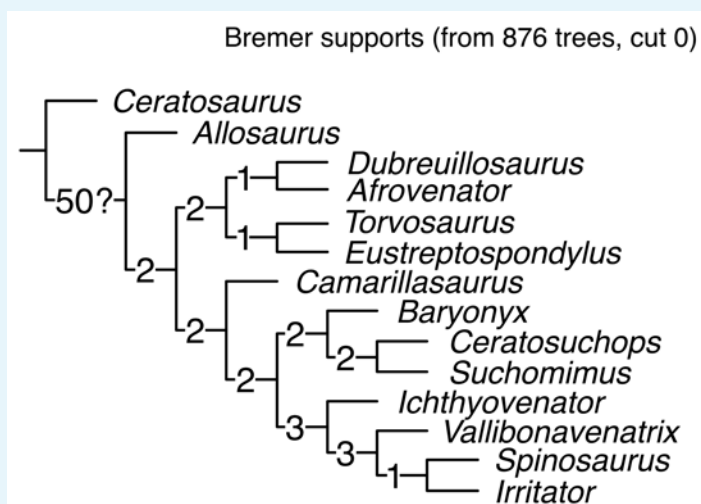 Bremer supports (from 876 trees, cut 0)
Ceratosaurus
Allosaurus
50?
Dubreuillosaurus
1
Afrovenator
2
Torvosaurus
1
Eustreptospondylus
2
Camarillasaurus
Baryonyx
2
2
Ceratosuchops
2
Suchomimus
2
Ichthyovenator
3
Vallibonavenatrix
3
Spinosaurus
1
Irritator